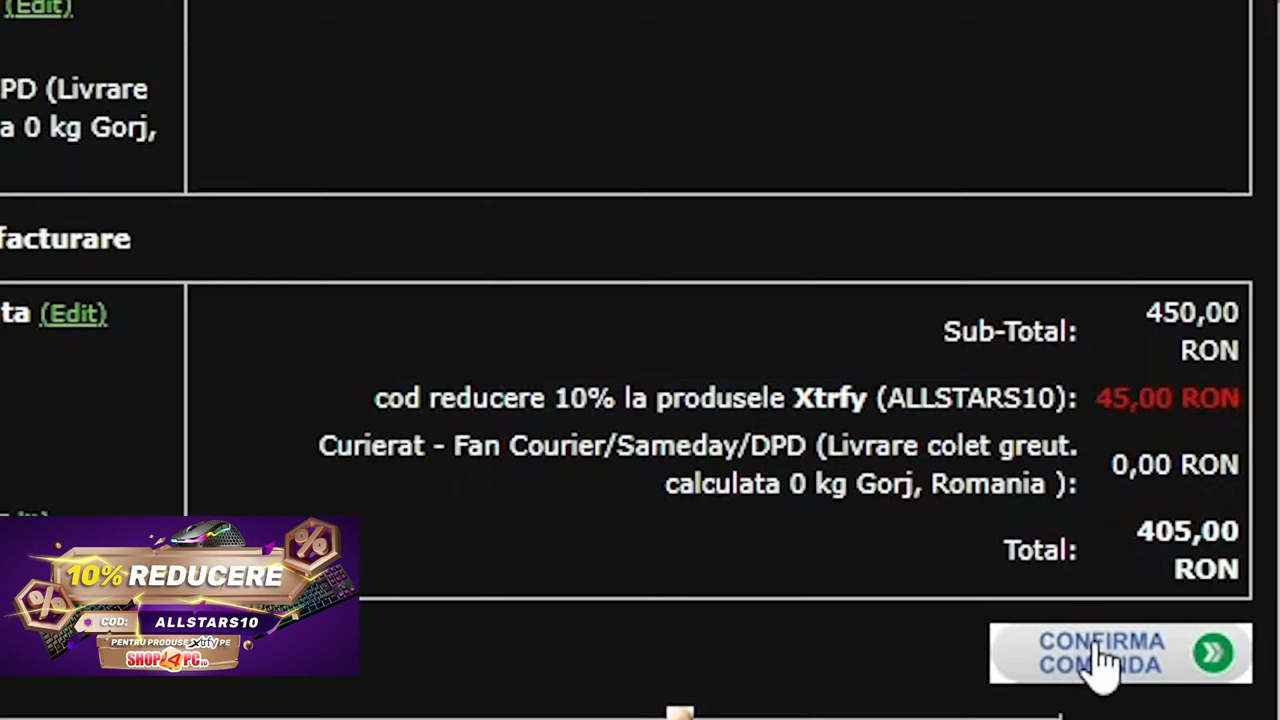 (Edit)
PD (Livrare
a 0 kg Gorj,
facturare
ta (Edit)
450,00
Sub-Total:
RON
cod reducere 10% la produsele Xtrfy (ALLSTARS10): 45,00 RON
Curierat - Fan Courier/Sameday/DPD (Livrare colet greut.
calculata 0 kg Gorj, Romania ):
0,00 RON
Total:
405,00
RON
10% REDUCERE
COD: ALLSTARS10
PENTRU PRODUSE xtrfy PE
SHOP4PC.ro
CONFIRMA
COMANDA